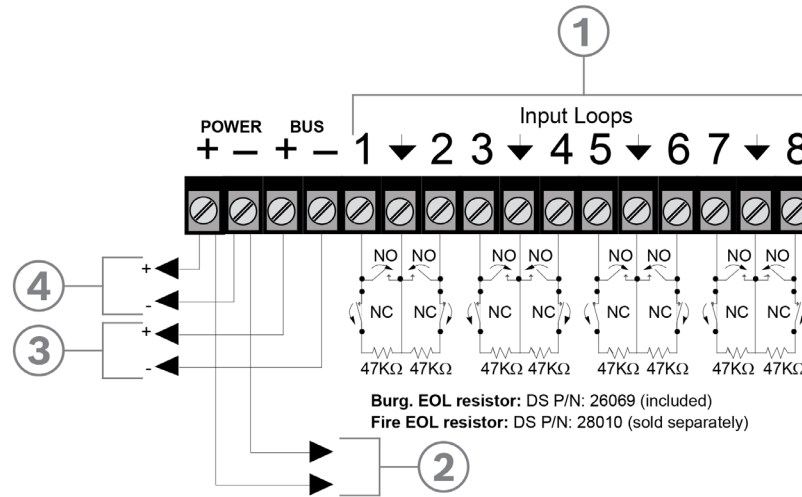 1
Input Loops
POWER BUS
+ − + − 1 2 3 4 5 6 7 8
NO NO NO NO NO NO NO NO
4 + -
NC NC NC NC NC NC NC NC
3 + -
47KΩ 47KΩ 47KΩ 47KΩ 47KΩ 47KΩ 47KΩ 47KΩ
Burg. EOL resistor: DS P/N: 26069 (included)
Fire EOL resistor: DS P/N: 28010 (sold separately)
2